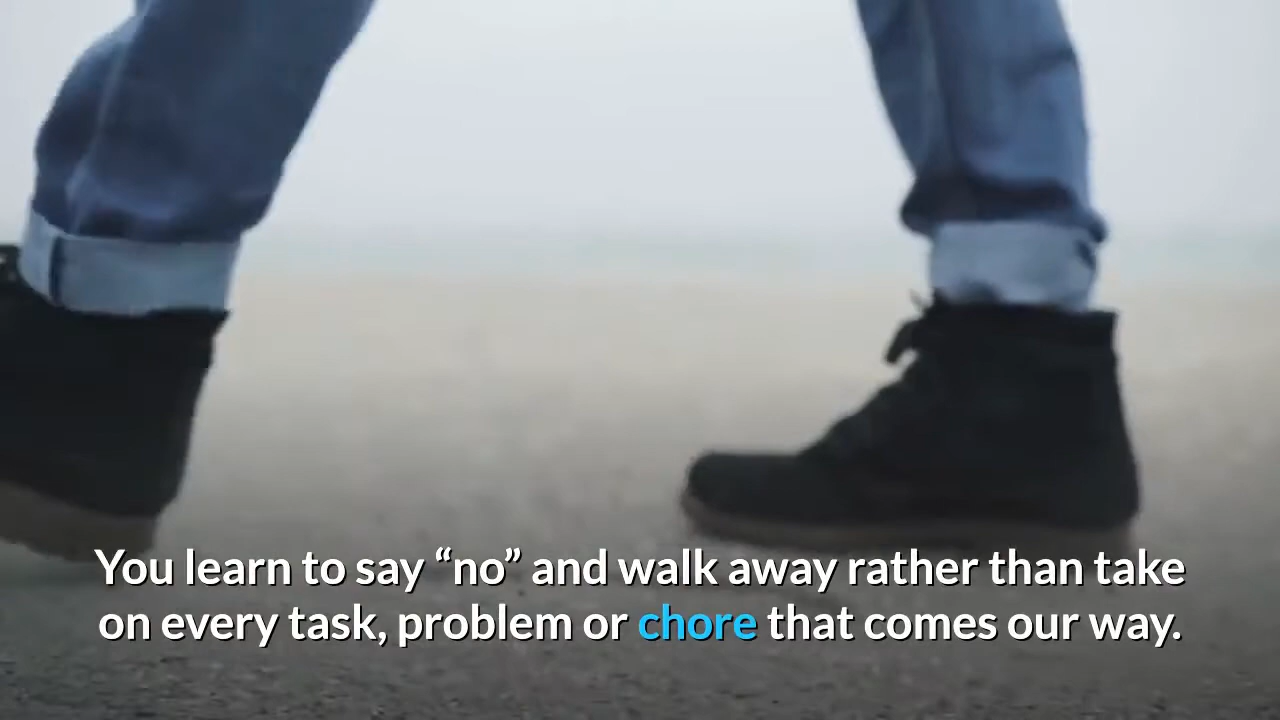 You learn to say “no” and walk away rather than take
on every task, problem or chore that comes our way.